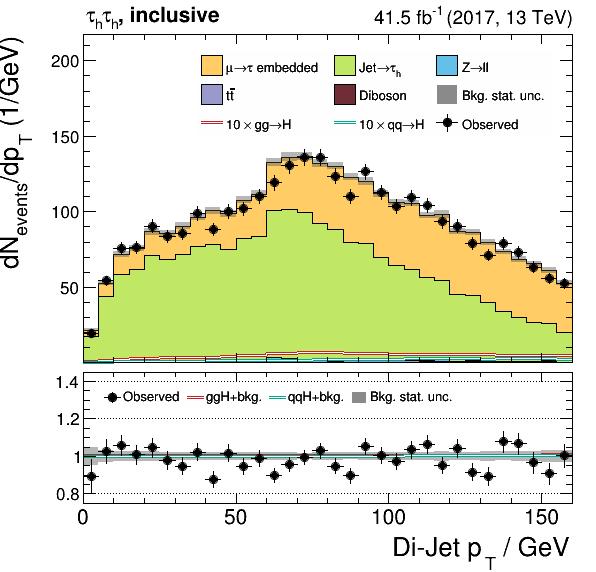 τhτh, inclusive 41.5 fb-1 (2017, 13 TeV)
dNevents/dpT (1/GeV)
200
150
100
50
μ→τ embedded Jet→τh Z→ll
tt̄ Diboson Bkg. stat. unc.
10 × gg→H 10 × qq→H Observed
1.4
1.2
1
0.8
Observed ggH+bkg. qqH+bkg. Bkg. stat. unc.
0 50 100 150
Di-Jet pT / GeV